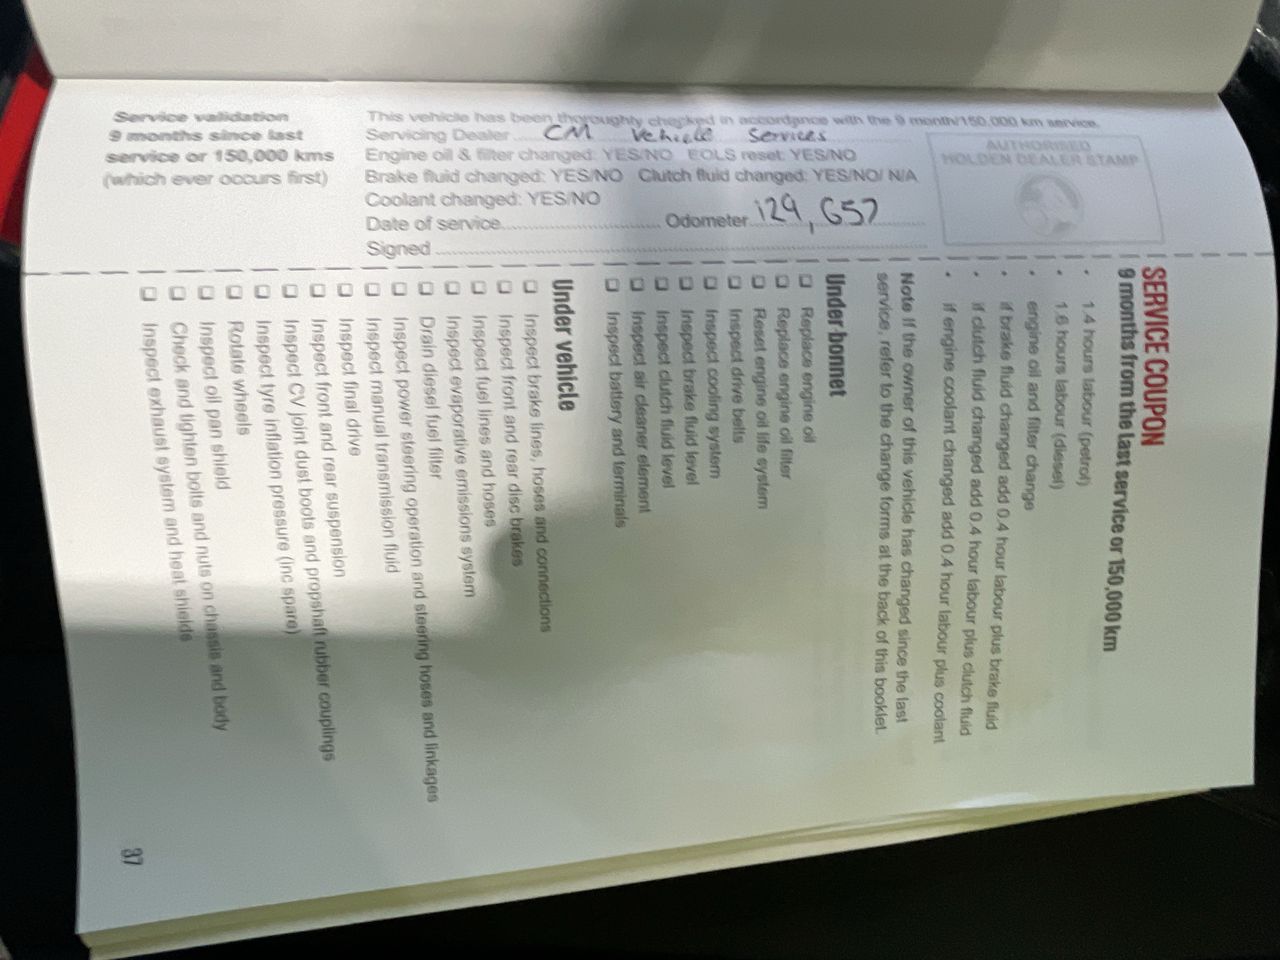 Service validation
9 months since last
service or 150,000 kms
(which ever occurs first)
This vehicle has been thoroughly checked in accordance with the 9 month/150,000 km service.
Servicing Dealer CM Vehicle Services
Engine oil & filter changed: YES/NO EOLS reset: YES/NO
Brake fluid changed: YES/NO Clutch fluid changed: YES/NO/ N/A
Coolant changed: YES/NO
Date of service.............................. Odometer 129,657
Signed ....................................................
AUTHORISED
HOLDEN DEALER STAMP
SERVICE COUPON
9 months from the last service or 150,000 km
• 1.4 hours labour (petrol)
• 1.6 hours labour (diesel)
engine oil and filter change
• if brake fluid changed add 0.4 hour labour plus brake fluid
• if clutch fluid changed add 0.4 hour labour plus clutch fluid
• if engine coolant changed add 0.4 hour labour plus coolant
Note If the owner of this vehicle has changed since the last
service, refer to the change forms at the back of this booklet.
Under bonnet
☐ Replace engine oil
☐ Replace engine oil filter
☐ Reset engine oil life system
☐ Inspect drive belts
☐ Inspect cooling system
☐ Inspect brake fluid level
☐ Inspect clutch fluid level
☐ Inspect air cleaner element
☐ Inspect battery and terminals
Under vehicle
☐ Inspect brake lines, hoses and connections
☐ Inspect front and rear disc brakes
☐ Inspect fuel lines and hoses
☐ Inspect evaporative emissions system
☐ Drain diesel fuel filter
☐ Inspect power steering operation and steering hoses and linkages
☐ Inspect manual transmission fluid
☐ Inspect final drive
☐ Inspect front and rear suspension
☐ Inspect CV joint dust boots and propshaft rubber couplings
☐ Inspect tyre inflation pressure (inc spare)
☐ Rotate wheels
☐ Inspect oil pan shield
☐ Check and tighten bolts and nuts on chassis and body
☐ Inspect exhaust system and heat shields
37